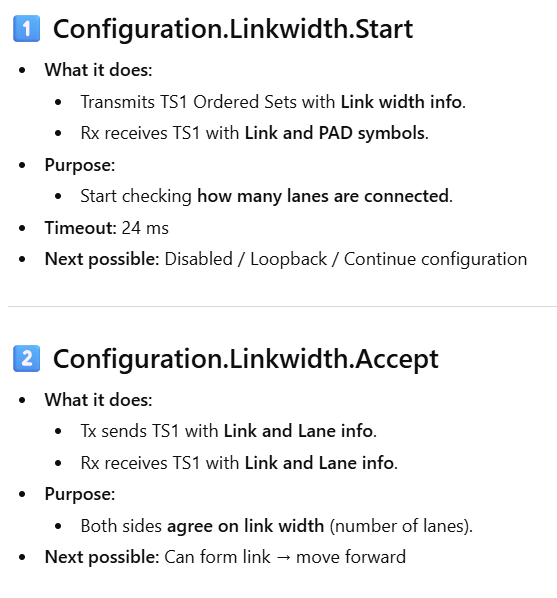 1 Configuration.Linkwidth.Start
• What it does:
• Transmits TS1 Ordered Sets with Link width info.
• Rx receives TS1 with Link and PAD symbols.
• Purpose:
• Start checking how many lanes are connected.
• Timeout: 24 ms
• Next possible: Disabled / Loopback / Continue configuration
2 Configuration.Linkwidth.Accept
• What it does:
• Tx sends TS1 with Link and Lane info.
• Rx receives TS1 with Link and Lane info.
• Purpose:
• Both sides agree on link width (number of lanes).
• Next possible: Can form link → move forward